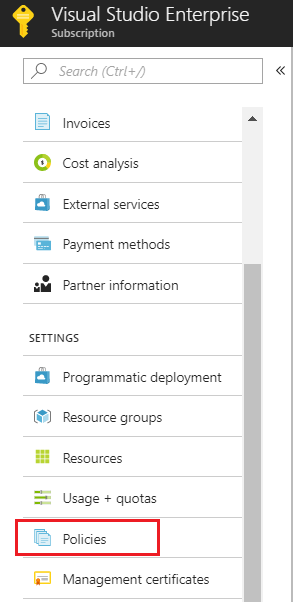 Visual Studio Enterprise
Subscription
Search (Ctrl+/)
Invoices
Cost analysis
External services
Payment methods
Partner information
SETTINGS
Programmatic deployment
Resource groups
Resources
Usage + quotas
Policies
Management certificates